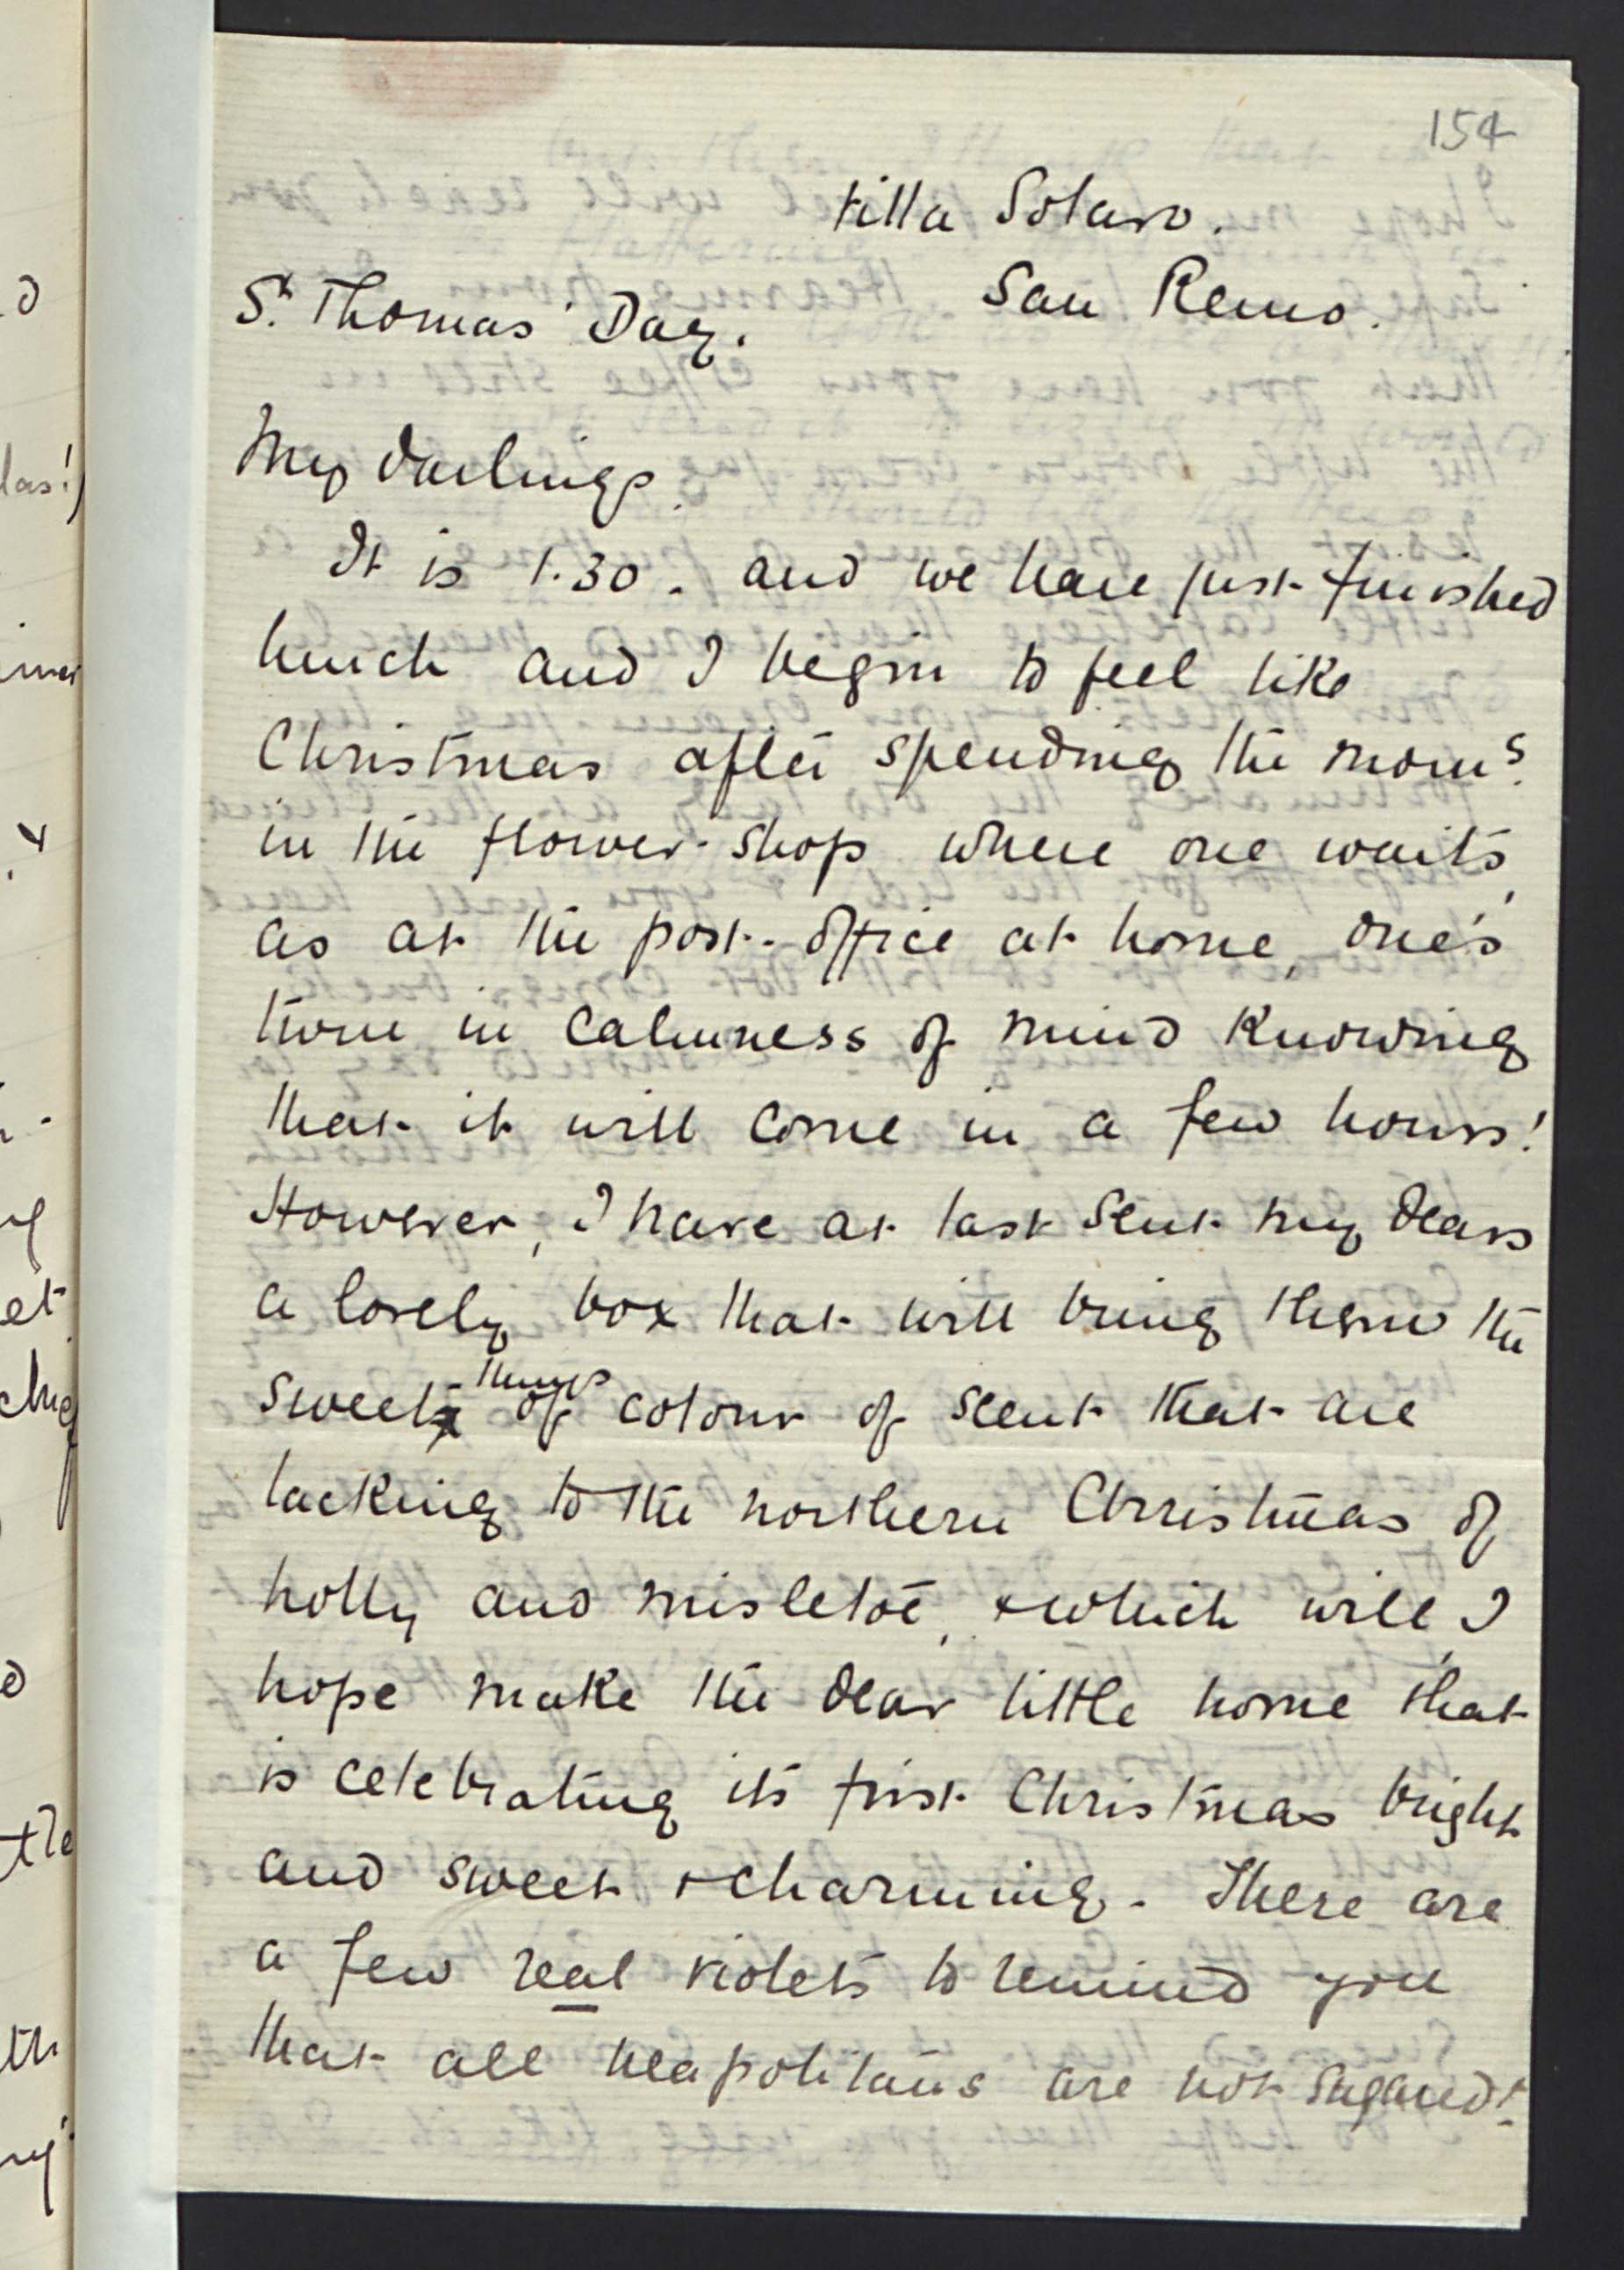 154
Villa Solaro.
San Remo.
St. Thomas' Day.
My darlings,
It is 1.30. and we have just finished
lunch and I begin to feel like
Christmas after spending the morng.
in the flower-shop where one waits,
as at the post-office at home, one's
turn in calmness of mind knowing
that it will come in a few hours!
However, I have at last sent my dears
a lovely box that will bring them the
sweet things of colour of scent that are
lacking to the northern Christmas of
holly and misletoe, & which will, I
hope make the dear little home that
is celebrating its first Christmas bright
and sweet & charming. There are
a few real violets to remind you
that all neapolitans are not sugared!